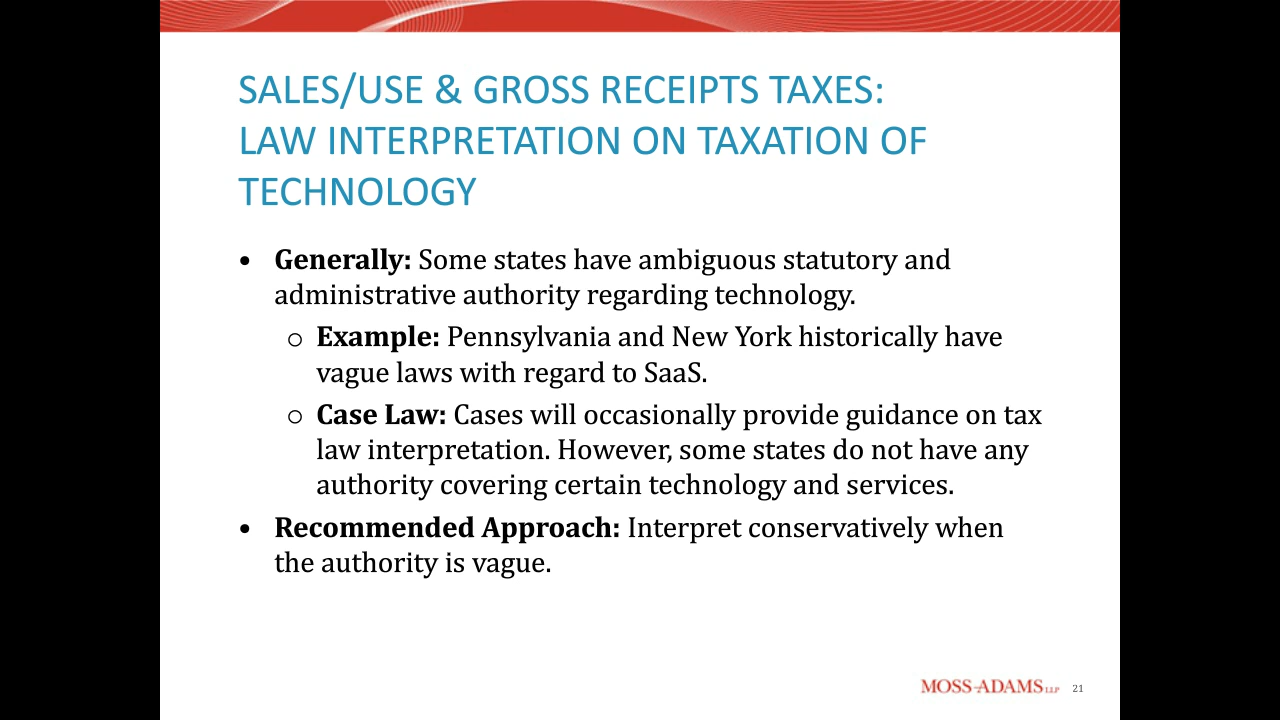 SALES/USE & GROSS RECEIPTS TAXES:
LAW INTERPRETATION ON TAXATION OF
TECHNOLOGY
• Generally: Some states have ambiguous statutory and
administrative authority regarding technology.
○ Example: Pennsylvania and New York historically have
vague laws with regard to SaaS.
○ Case Law: Cases will occasionally provide guidance on tax
law interpretation. However, some states do not have any
authority covering certain technology and services.
• Recommended Approach: Interpret conservatively when
the authority is vague.
MOSS-ADAMS LLP 21